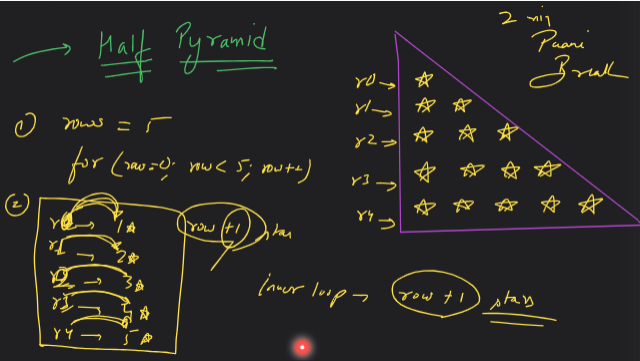 → Half Pyramid
2 min
Paani
Break
① rows = 5
for (row=0; row<5; row++)
②
r0 → 1☆
r1 → 2☆
r2 → 3☆
r3 → 4☆
r4 → 5☆
row +1 star
r0 → ☆
r1 → ☆ ☆
r2 → ☆ ☆ ☆
r3 → ☆ ☆ ☆ ☆
r4 → ☆ ☆ ☆ ☆ ☆
inner loop → row +1 stars